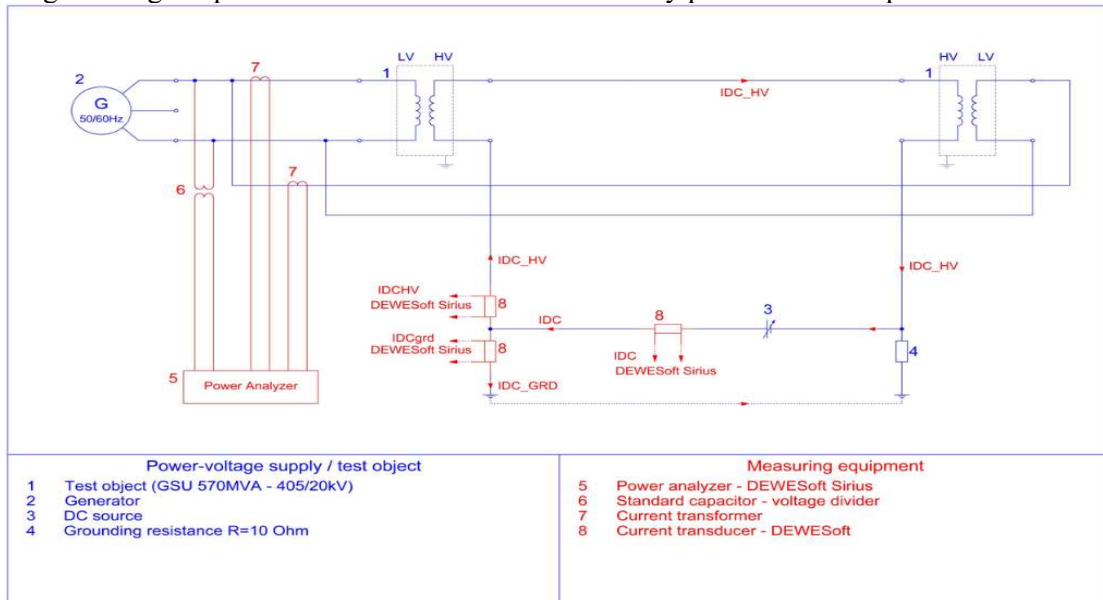 7
LV HV
HV LV
2
1
1
G
50/60Hz
IDC_HV
7
6
IDC_HV
IDC_HV
IDCHV
DEWESoft Sirius
8
3
8
IDC
IDCgrd
DEWESoft Sirius
8
4
IDC
DEWESoft Sirius
5
Power Analyzer
IDC_GRD
Power-voltage supply / test object
1 Test object (GSU 570MVA - 405/20kV)
2 Generator
3 DC source
4 Grounding resistance R=10 Ohm
Measuring equipment
5 Power analyzer - DEWESoft Sirius
6 Standard capacitor - voltage divider
7 Current transformer
8 Current transducer - DEWESoft